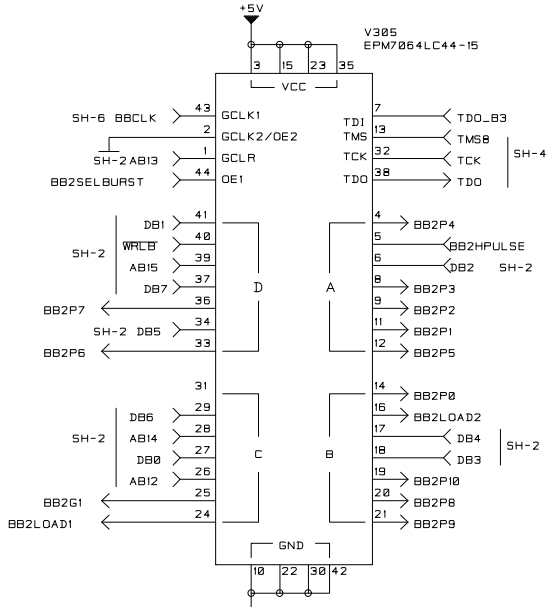 +5V
V305
EPM7064LC44-15
3 15 23 35
VCC
SH-6 BBCLK 43 GCLK1 TDI 7 TDO_B3
2 GCLK2/OE2 TMS 13 TMSB
SH-2 AB13 1 GCLR TCK 32 TCK SH-4
BB2SELBURST 44 OE1 TDO 38 TDO
DB1 41 4 BB2P4
SH-2 WRLB 40 5 BB2HPULSE
AB15 39 6 DB2 SH-2
DB7 37 D A 8 BB2P3
BB2P7 36 9 BB2P2
SH-2 DB5 34 11 BB2P1
BB2P6 33 12 BB2P5
31 14 BB2P0
DB6 29 16 BB2LOAD2
SH-2 AB14 28 17 DB4 SH-2
DB0 27 C B 18 DB3
AB12 26 19 BB2P10
BB2G1 25 20 BB2P8
BB2LOAD1 24 21 BB2P9
GND
10 22 30 42